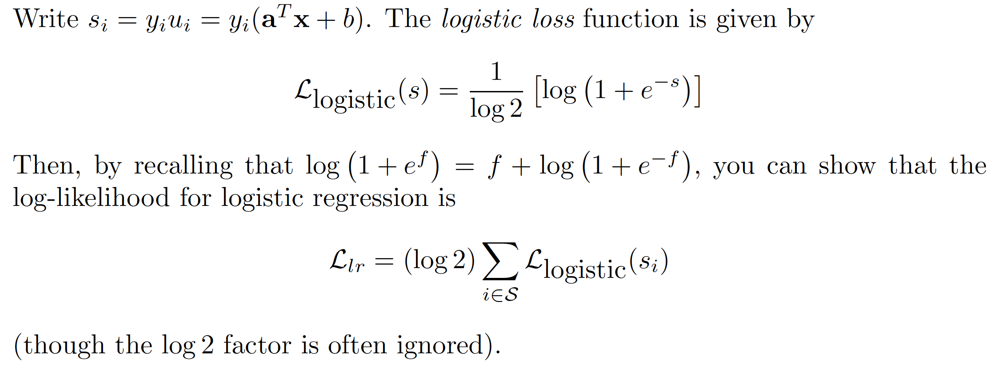 Write $s_i = y_i u_i = y_i(\mathbf{a}^T \mathbf{x} + b)$. The logistic loss function is given by
$$\mathcal{L}_{\text{logistic}}(s) = \frac{1}{\log 2} \left[\log \left(1 + e^{-s}\right)\right]$$
Then, by recalling that $\log \left(1 + e^f\right) = f + \log \left(1 + e^{-f}\right)$, you can show that the
log-likelihood for logistic regression is
$$\mathcal{L}_{lr} = (\log 2) \sum_{i \in \mathcal{S}} \mathcal{L}_{\text{logistic}}(s_i)$$
(though the $\log 2$ factor is often ignored).